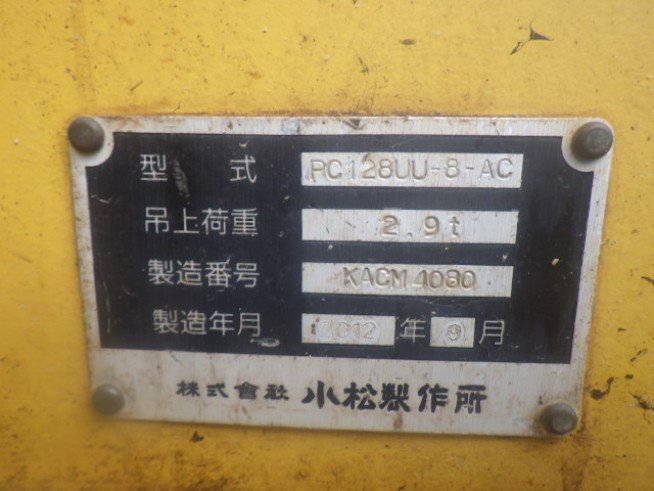 型式 PC128UU-8-AC
吊上荷重 2.9t
製造番号 KACM4080
製造年月 2012年9月
株式會社 小松製作所